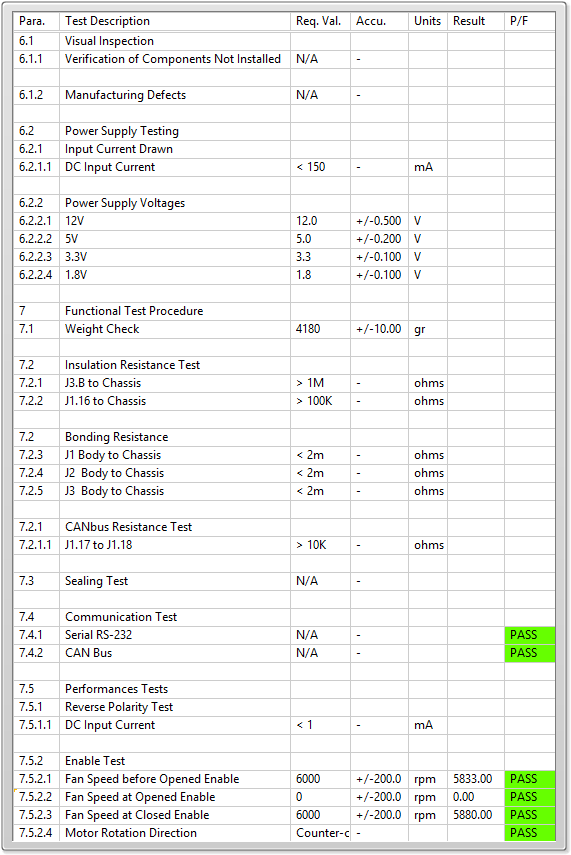 Para. Test Description Req. Val. Accu. Units Result P/F
6.1 Visual Inspection
6.1.1 Verification of Components Not Installed N/A -
6.1.2 Manufacturing Defects N/A -
6.2 Power Supply Testing
6.2.1 Input Current Drawn
6.2.1.1 DC Input Current < 150 - mA
6.2.2 Power Supply Voltages
6.2.2.1 12V 12.0 +/-0.500 V
6.2.2.2 5V 5.0 +/-0.200 V
6.2.2.3 3.3V 3.3 +/-0.100 V
6.2.2.4 1.8V 1.8 +/-0.100 V
7 Functional Test Procedure
7.1 Weight Check 4180 +/-10.00 gr
7.2 Insulation Resistance Test
7.2.1 J3.B to Chassis > 1M - ohms
7.2.2 J1.16 to Chassis > 100K - ohms
7.2 Bonding Resistance
7.2.3 J1 Body to Chassis < 2m - ohms
7.2.4 J2 Body to Chassis < 2m - ohms
7.2.5 J3 Body to Chassis < 2m - ohms
7.2.1 CANbus Resistance Test
7.2.1.1 J1.17 to J1.18 > 10K - ohms
7.3 Sealing Test N/A -
7.4 Communication Test
7.4.1 Serial RS-232 N/A - PASS
7.4.2 CAN Bus N/A - PASS
7.5 Performances Tests
7.5.1 Reverse Polarity Test
7.5.1.1 DC Input Current < 1 - mA
7.5.2 Enable Test
7.5.2.1 Fan Speed before Opened Enable 6000 +/-200.0 rpm 5833.00 PASS
7.5.2.2 Fan Speed at Opened Enable 0 +/-200.0 rpm 0.00 PASS
7.5.2.3 Fan Speed at Closed Enable 6000 +/-200.0 rpm 5880.00 PASS
7.5.2.4 Motor Rotation Direction Counter-c - PASS